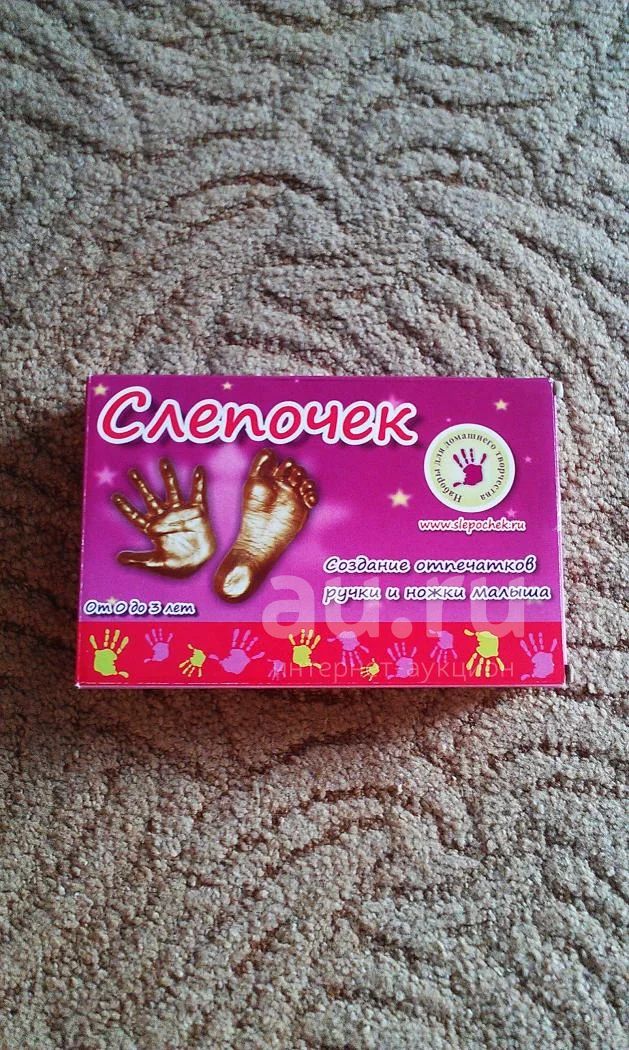 Слепочек
Наборы для домашнего творчества
www.slepochek.ru
Создание отпечатков
ручки и ножки малыша
От 0 до 3 лет
au.ru
интернет-аукцион